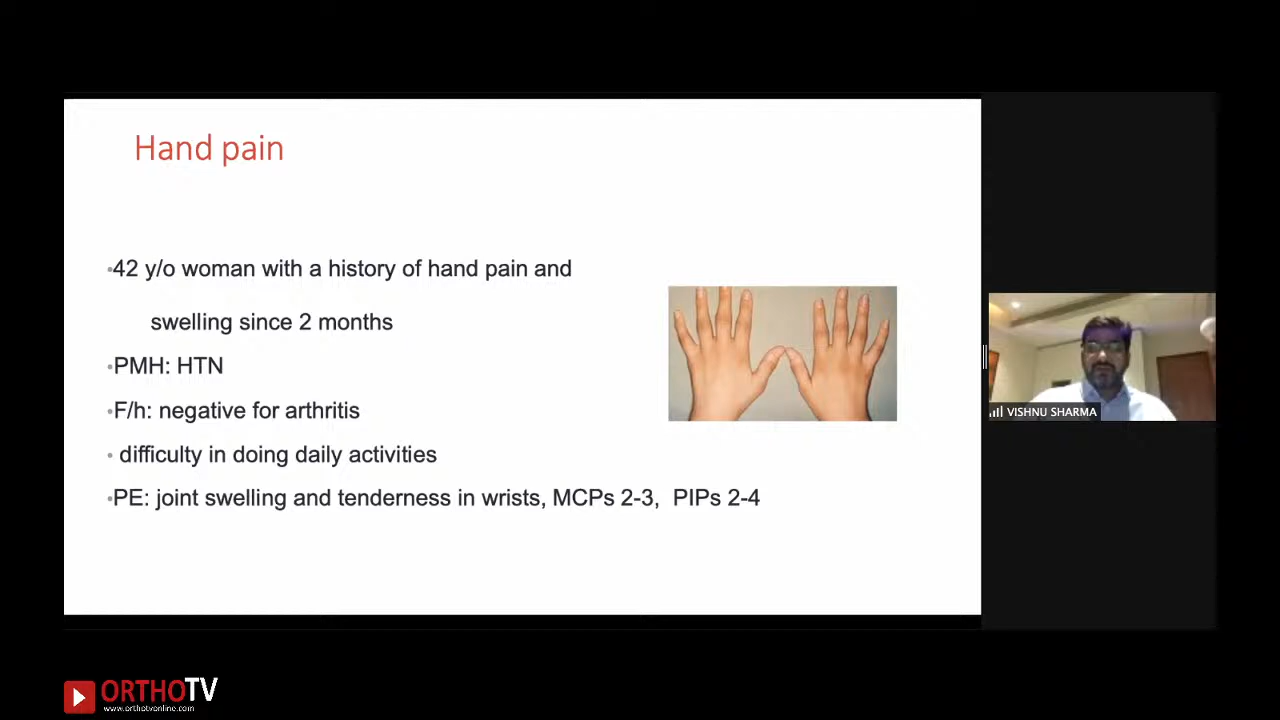 Hand pain
•42 y/o woman with a history of hand pain and
swelling since 2 months
•PMH: HTN
•F/h: negative for arthritis
• difficulty in doing daily activities
•PE: joint swelling and tenderness in wrists, MCPs 2-3, PIPs 2-4
VISHNU SHARMA
ORTHOTV
www.orthotvonline.com